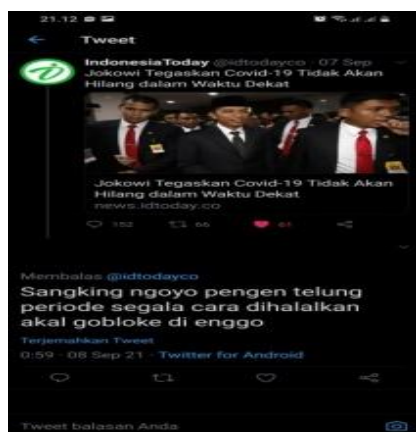 21.12
Tweet
IndonesiaToday @idtodayco · 07 Sep
Jokowi Tegaskan Covid-19 Tidak Akan
Hilang dalam Waktu Dekat
Jokowi Tegaskan Covid-19 Tidak Akan
Hilang dalam Waktu Dekat
news.idtoday.co
152 66 61
Membalas @idtodayco
Sangking ngoyo pengen telung
periode segala cara dihalalkan
akal gobloke di enggo
Terjemahkan Tweet
0:59 · 08 Sep 21 · Twitter for Android
Tweet balasan Anda